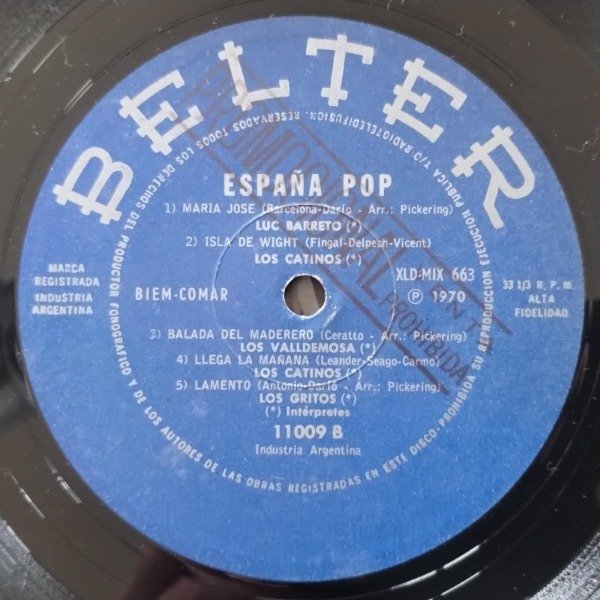 BELTER
PROHIBIDA SU REPRODUCCION EJECUCION PUBLICA Y/O RADIOTELEDIFUSION. RESERVADOS TODOS LOS DERECHOS DEL PRODUCTOR FONOGRAFICO Y DE LOS AUTORES DE LAS OBRAS REGISTRADAS EN ESTE DISCO-
PROMOCIONAL
VENTA PROHIBIDA
ESPAÑA POP
1) MARIA JOSE (Barcelona-Darío - Arr.: Pickering)
LUC BARRETO (*)
2) ISLA DE WIGHT (Fingal-Delpesh-Vicent)
LOS CATINOS (*)
XLD-MIX 663
MARCA
REGISTRADA
INDUSTRIA
ARGENTINA
BIEM-COMAR
Ⓟ 1970
33 1/3 R. P. M.
ALTA
FIDELIDAD
3) BALADA DEL MADERERO (Ceratto - Arr.: Pickering)
LOS VALLDEMOSA (*)
4) LLEGA LA MAÑANA (Leander-Seago-Carmo)
LOS CATINOS (*)
5) LAMENTO (Antonio-Darío - Arr.: Pickering)
LOS GRITOS (*)
(*) Intérpretes
11009 B
Industria Argentina